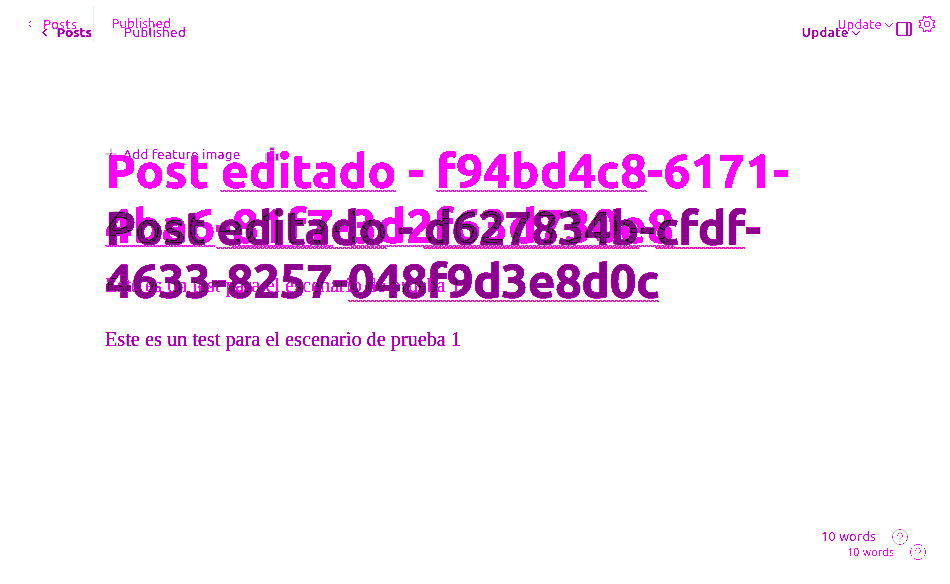 Posts Published Update
Posts Published Update
Add feature image
Post editado - f94bd4c8-6171-
Post editado - d627834b-cfdf-
4633-8257-048f9d3e8d0c
Este es un test para el escenario de prueba 1
Este es un test para el escenario de prueba 1
10 words
10 words